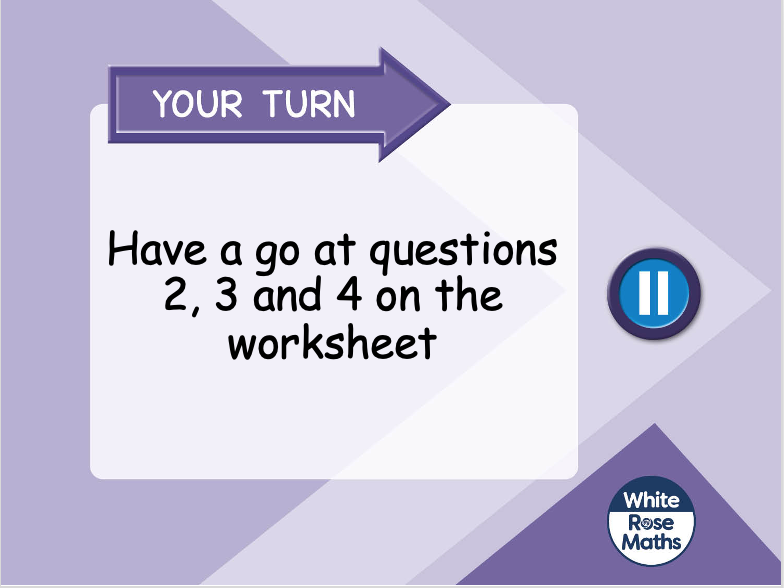 YOUR TURN
Have a go at questions
2, 3 and 4 on the
worksheet
White
Rose
Maths